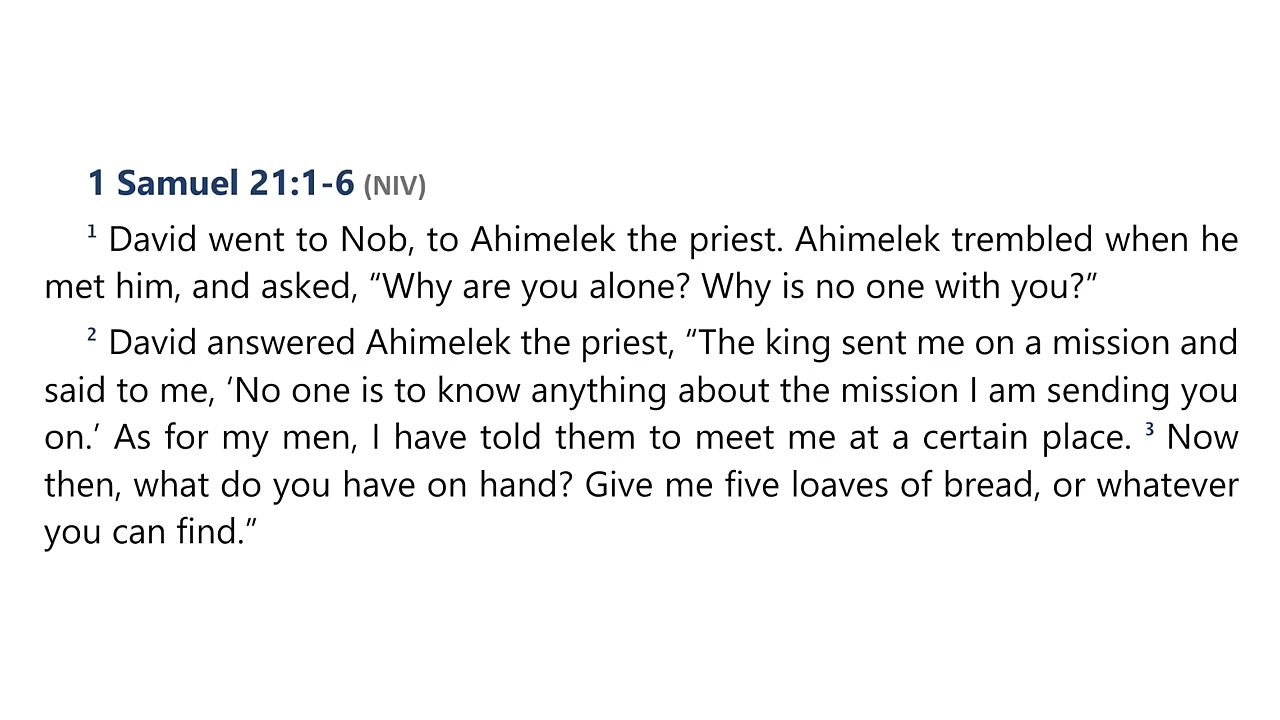 1 Samuel 21:1-6 (NIV)
1 David went to Nob, to Ahimelek the priest. Ahimelek trembled when he
met him, and asked, “Why are you alone? Why is no one with you?”
2 David answered Ahimelek the priest, “The king sent me on a mission and
said to me, ‘No one is to know anything about the mission I am sending you
on.’ As for my men, I have told them to meet me at a certain place. 3 Now
then, what do you have on hand? Give me five loaves of bread, or whatever
you can find.”